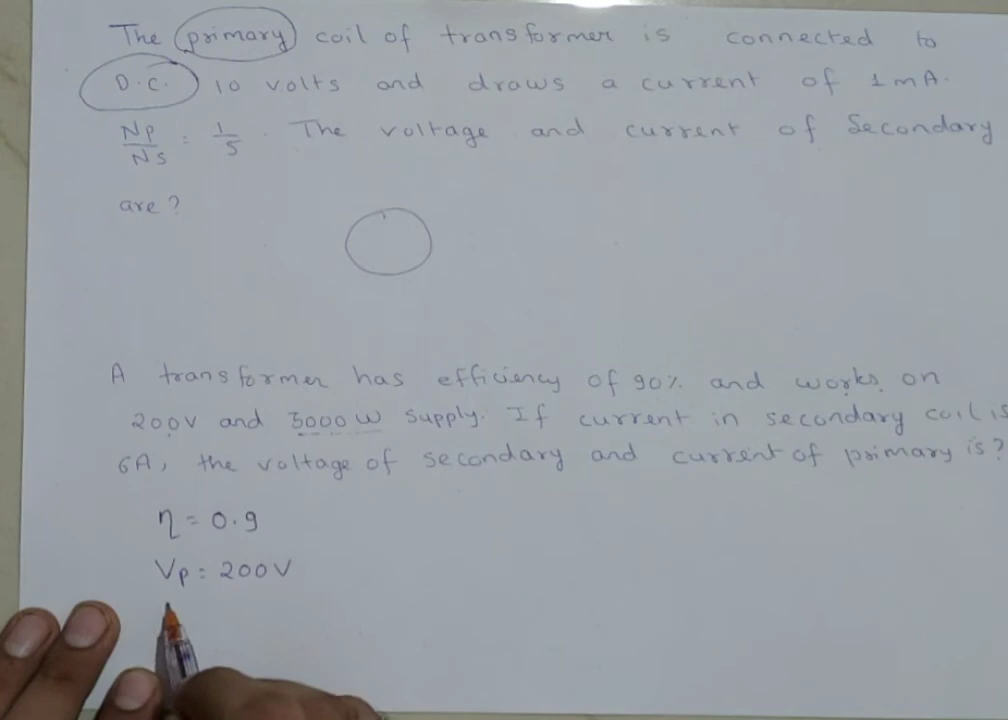 The primary coil of transformer is connected to
D.C. 10 volts and draws a current of 1mA.
Np/Ns = 1/5. The voltage and current of Secondary
are?
A transformer has efficiency of 90% and works on
200V and 3000 W supply. If current in secondary coil is
6A, the voltage of secondary and current of primary is?
η = 0.9
Vp = 200V